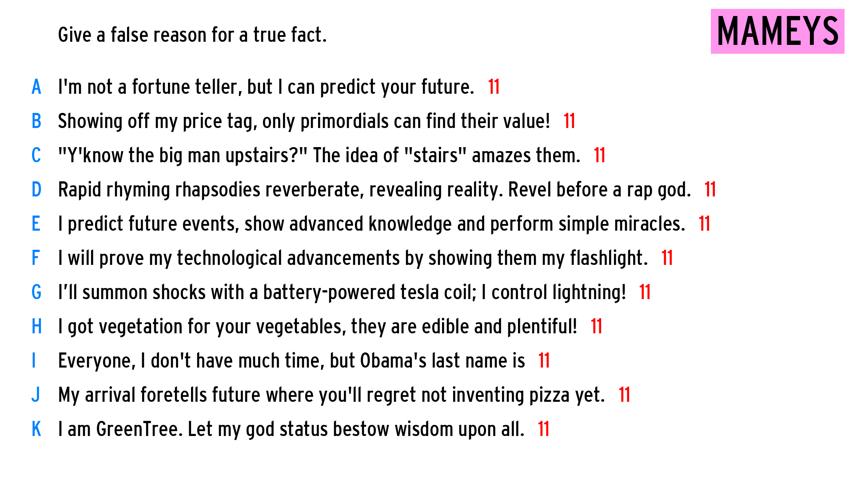 Give a false reason for a true fact.
MAMEYS
A I'm not a fortune teller, but I can predict your future. 11
B Showing off my price tag, only primordials can find their value! 11
C "Y'know the big man upstairs?" The idea of "stairs" amazes them. 11
D Rapid rhyming rhapsodies reverberate, revealing reality. Revel before a rap god. 11
E I predict future events, show advanced knowledge and perform simple miracles. 11
F I will prove my technological advancements by showing them my flashlight. 11
G I’ll summon shocks with a battery-powered tesla coil; I control lightning! 11
H I got vegetation for your vegetables, they are edible and plentiful! 11
I Everyone, I don't have much time, but Obama's last name is 11
J My arrival foretells future where you'll regret not inventing pizza yet. 11
K I am GreenTree. Let my god status bestow wisdom upon all. 11